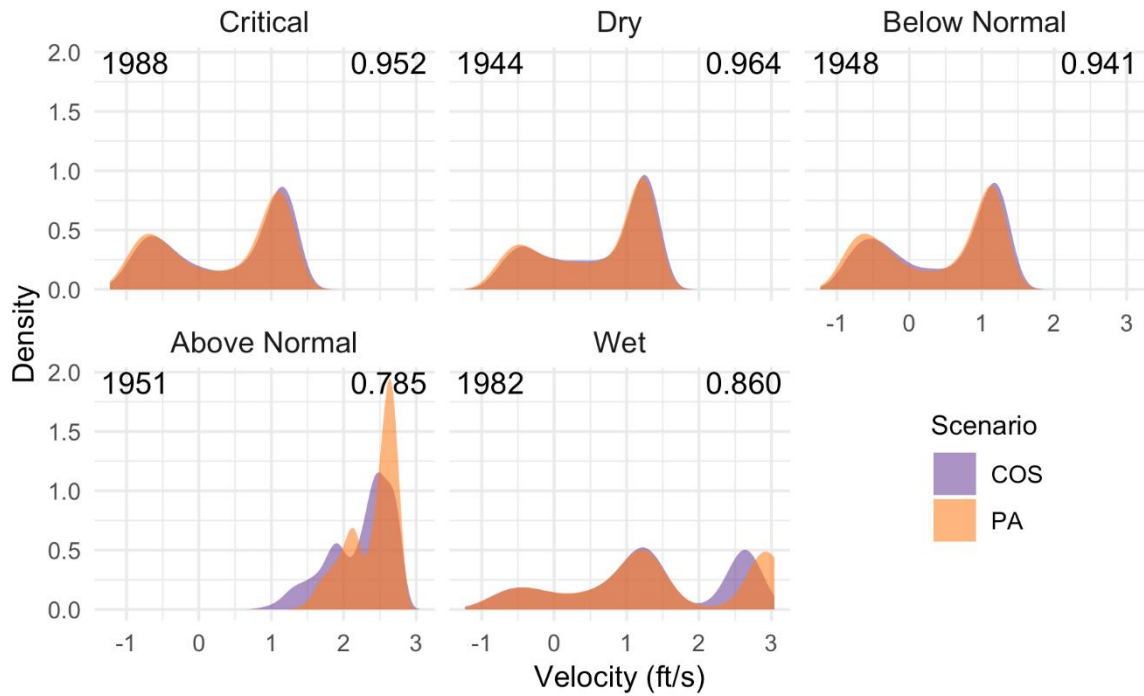 Critical
Dry
Below Normal
2.0
1988
0.952
1944
0.964
1948
0.941
1.5
1.0
0.5
0.0
-1 0 1 2 3
Density
Above Normal
Wet
2.0
1951
0.785
1982
0.860
1.5
1.0
0.5
0.0
-1 0 1 2 3
-1 0 1 2 3
Velocity (ft/s)
Scenario
COS
PA